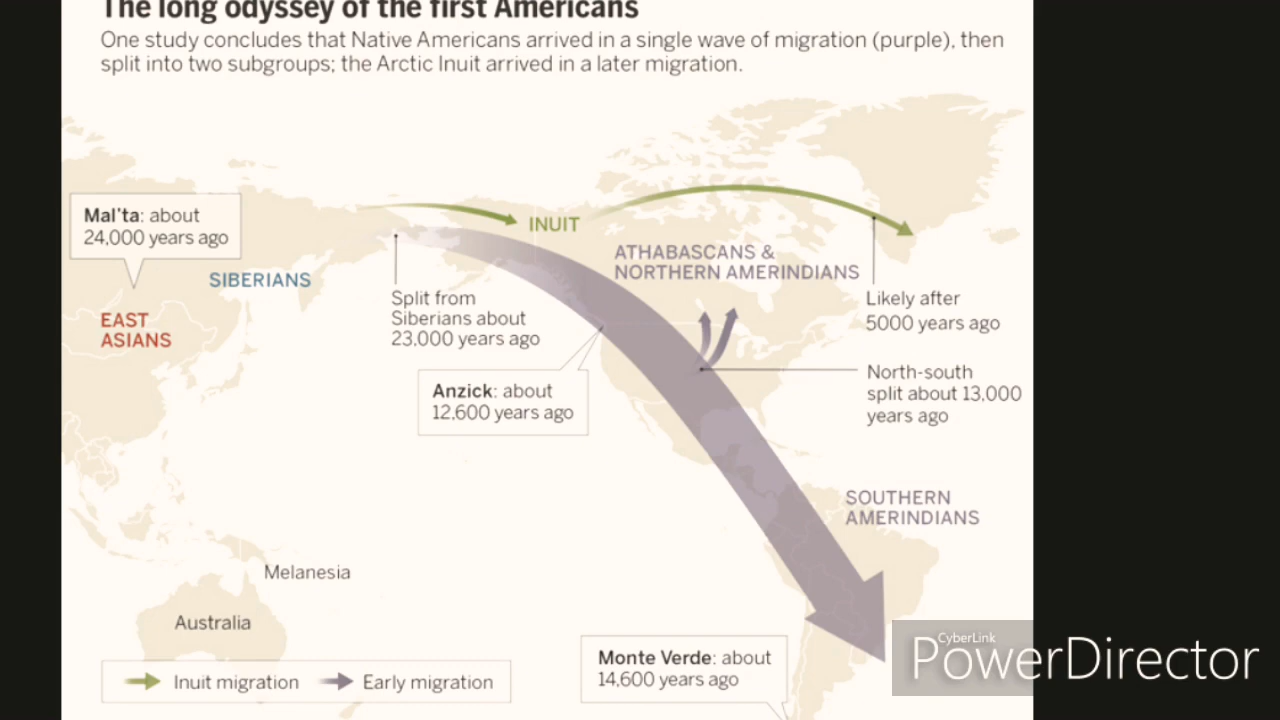 The long odyssey of the first Americans
One study concludes that Native Americans arrived in a single wave of migration (purple), then
split into two subgroups; the Arctic Inuit arrived in a later migration.
Mal'ta: about
24,000 years ago
INUIT
SIBERIANS
EAST
ASIANS
ATHABASCANS &
NORTHERN AMERINDIANS
Split from
Siberians about
23,000 years ago
Likely after
5000 years ago
Anzick: about
12,600 years ago
North-south
split about 13,000
years ago
SOUTHERN
AMERINDIANS
Melanesia
Australia
Monte Verde: about
14,600 years ago
Inuit migration
Early migration
CyberLink
PowerDirector